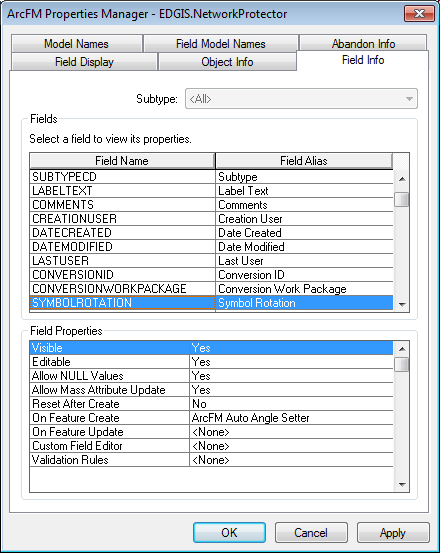 ArcFM Properties Manager - EDGIS.NetworkProtector
Model Names Field Model Names Abandon Info
Field Display Object Info Field Info
Subtype: <All>
Fields
Select a field to view its properties.
Field Name Field Alias
SUBTYPECD Subtype
LABELTEXT Label Text
COMMENTS Comments
CREATIONUSER Creation User
DATECREATED Date Created
DATEMODIFIED Date Modified
LASTUSER Last User
CONVERSIONID Conversion ID
CONVERSIONWORKPACKAGE Conversion Work Package
SYMBOLROTATION Symbol Rotation
Field Properties
Visible Yes
Editable Yes
Allow NULL Values Yes
Allow Mass Attribute Update Yes
Reset After Create No
On Feature Create ArcFM Auto Angle Setter
On Feature Update <None>
Custom Field Editor <None>
Validation Rules <None>
OK Cancel Apply